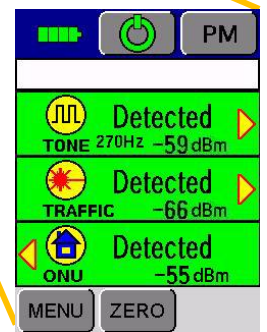 PM
Detected
TONE 270Hz -59 dBm
Detected
TRAFFIC -66 dBm
Detected
ONU -55 dBm
MENU ZERO